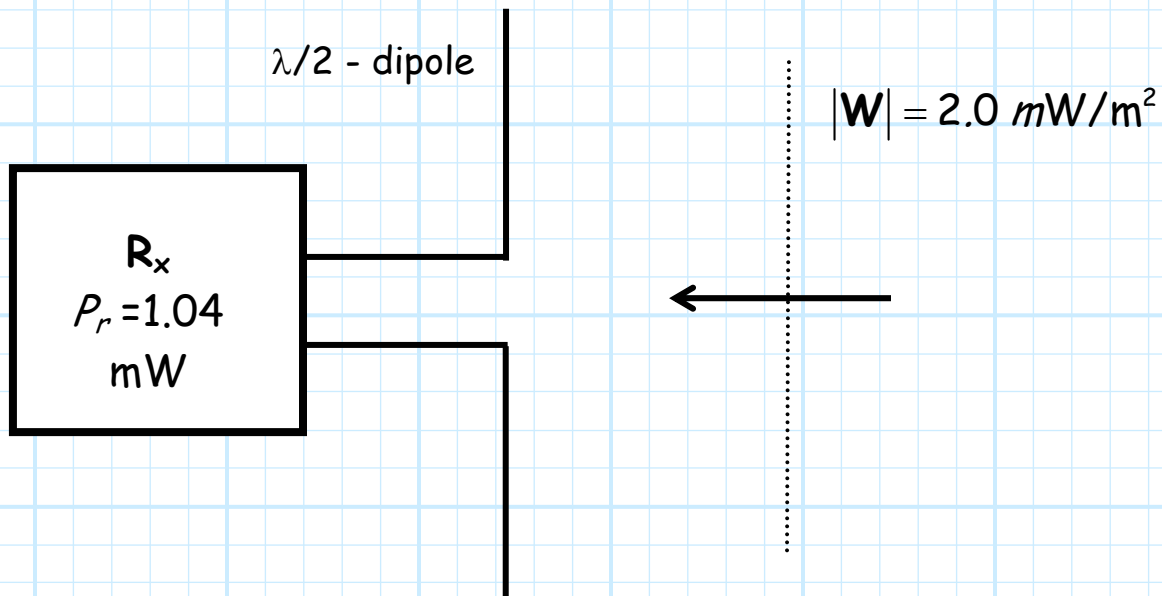 λ/2 - dipole
|W| = 2.0 mW/m²
Rₓ
Pᵣ =1.04
mW